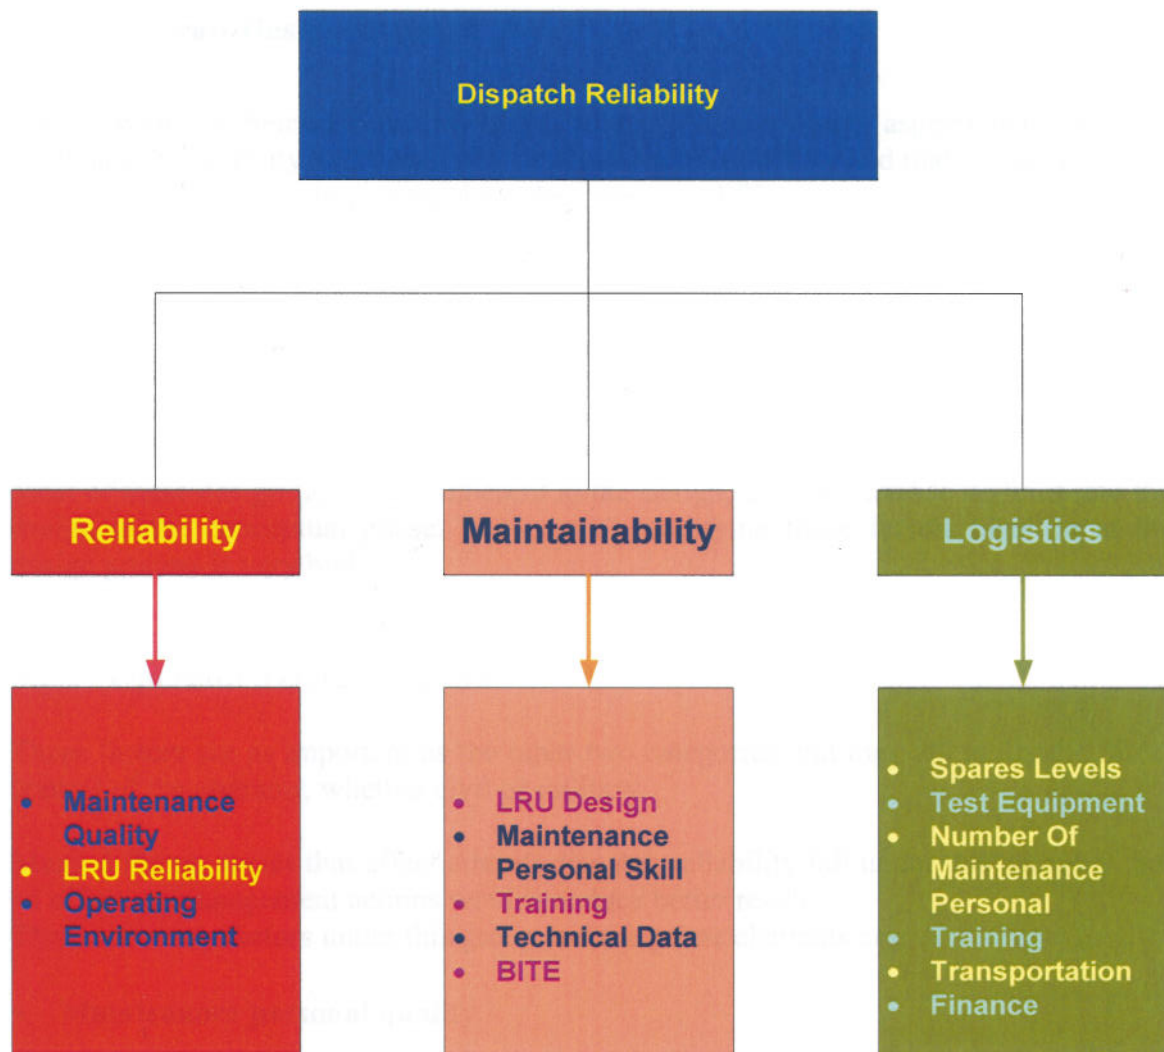 Dispatch Reliability
Reliability
Maintainability
Logistics
• Maintenance
Quality
• LRU Reliability
• Operating
Environment
• LRU Design
• Maintenance
Personal Skill
• Training
• Technical Data
• BITE
• Spares Levels
• Test Equipment
• Number Of
Maintenance
Personal
• Training
• Transportation
• Finance